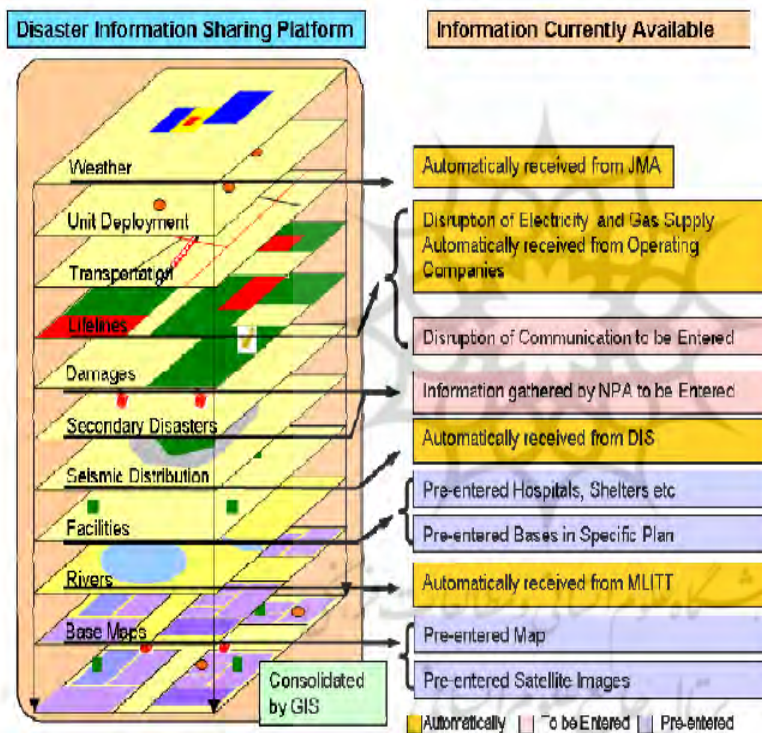 Disaster Information Sharing Platform
Information Currently Available
Weather
Automatically received from JMA
Unit Deployment
Transportation
Disruption of Electricity and Gas Supply
Automatically received from Operating
Companies
Lifelines
Disruption of Communication to be Entered
Damages
Information gathered by NPA to be Entered
Secondary Disasters
Automatically received from DIS
Seismic Distribution
Pre-entered Hospitals, Shelters etc
Facilities
Pre-entered Bases in Specific Plan
Rivers
Automatically received from MLITT
Base Maps
Pre-entered Map
Pre-entered Satellite Images
Consolidated
by GIS
Automatically
To be Entered
Pre-entered